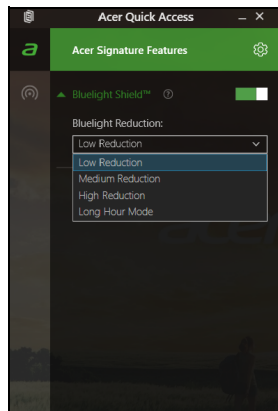 Acer Quick Access
Acer Signature Features
Bluelight Shield™
Bluelight Reduction:
Low Reduction
Low Reduction
Medium Reduction
High Reduction
Long Hour Mode